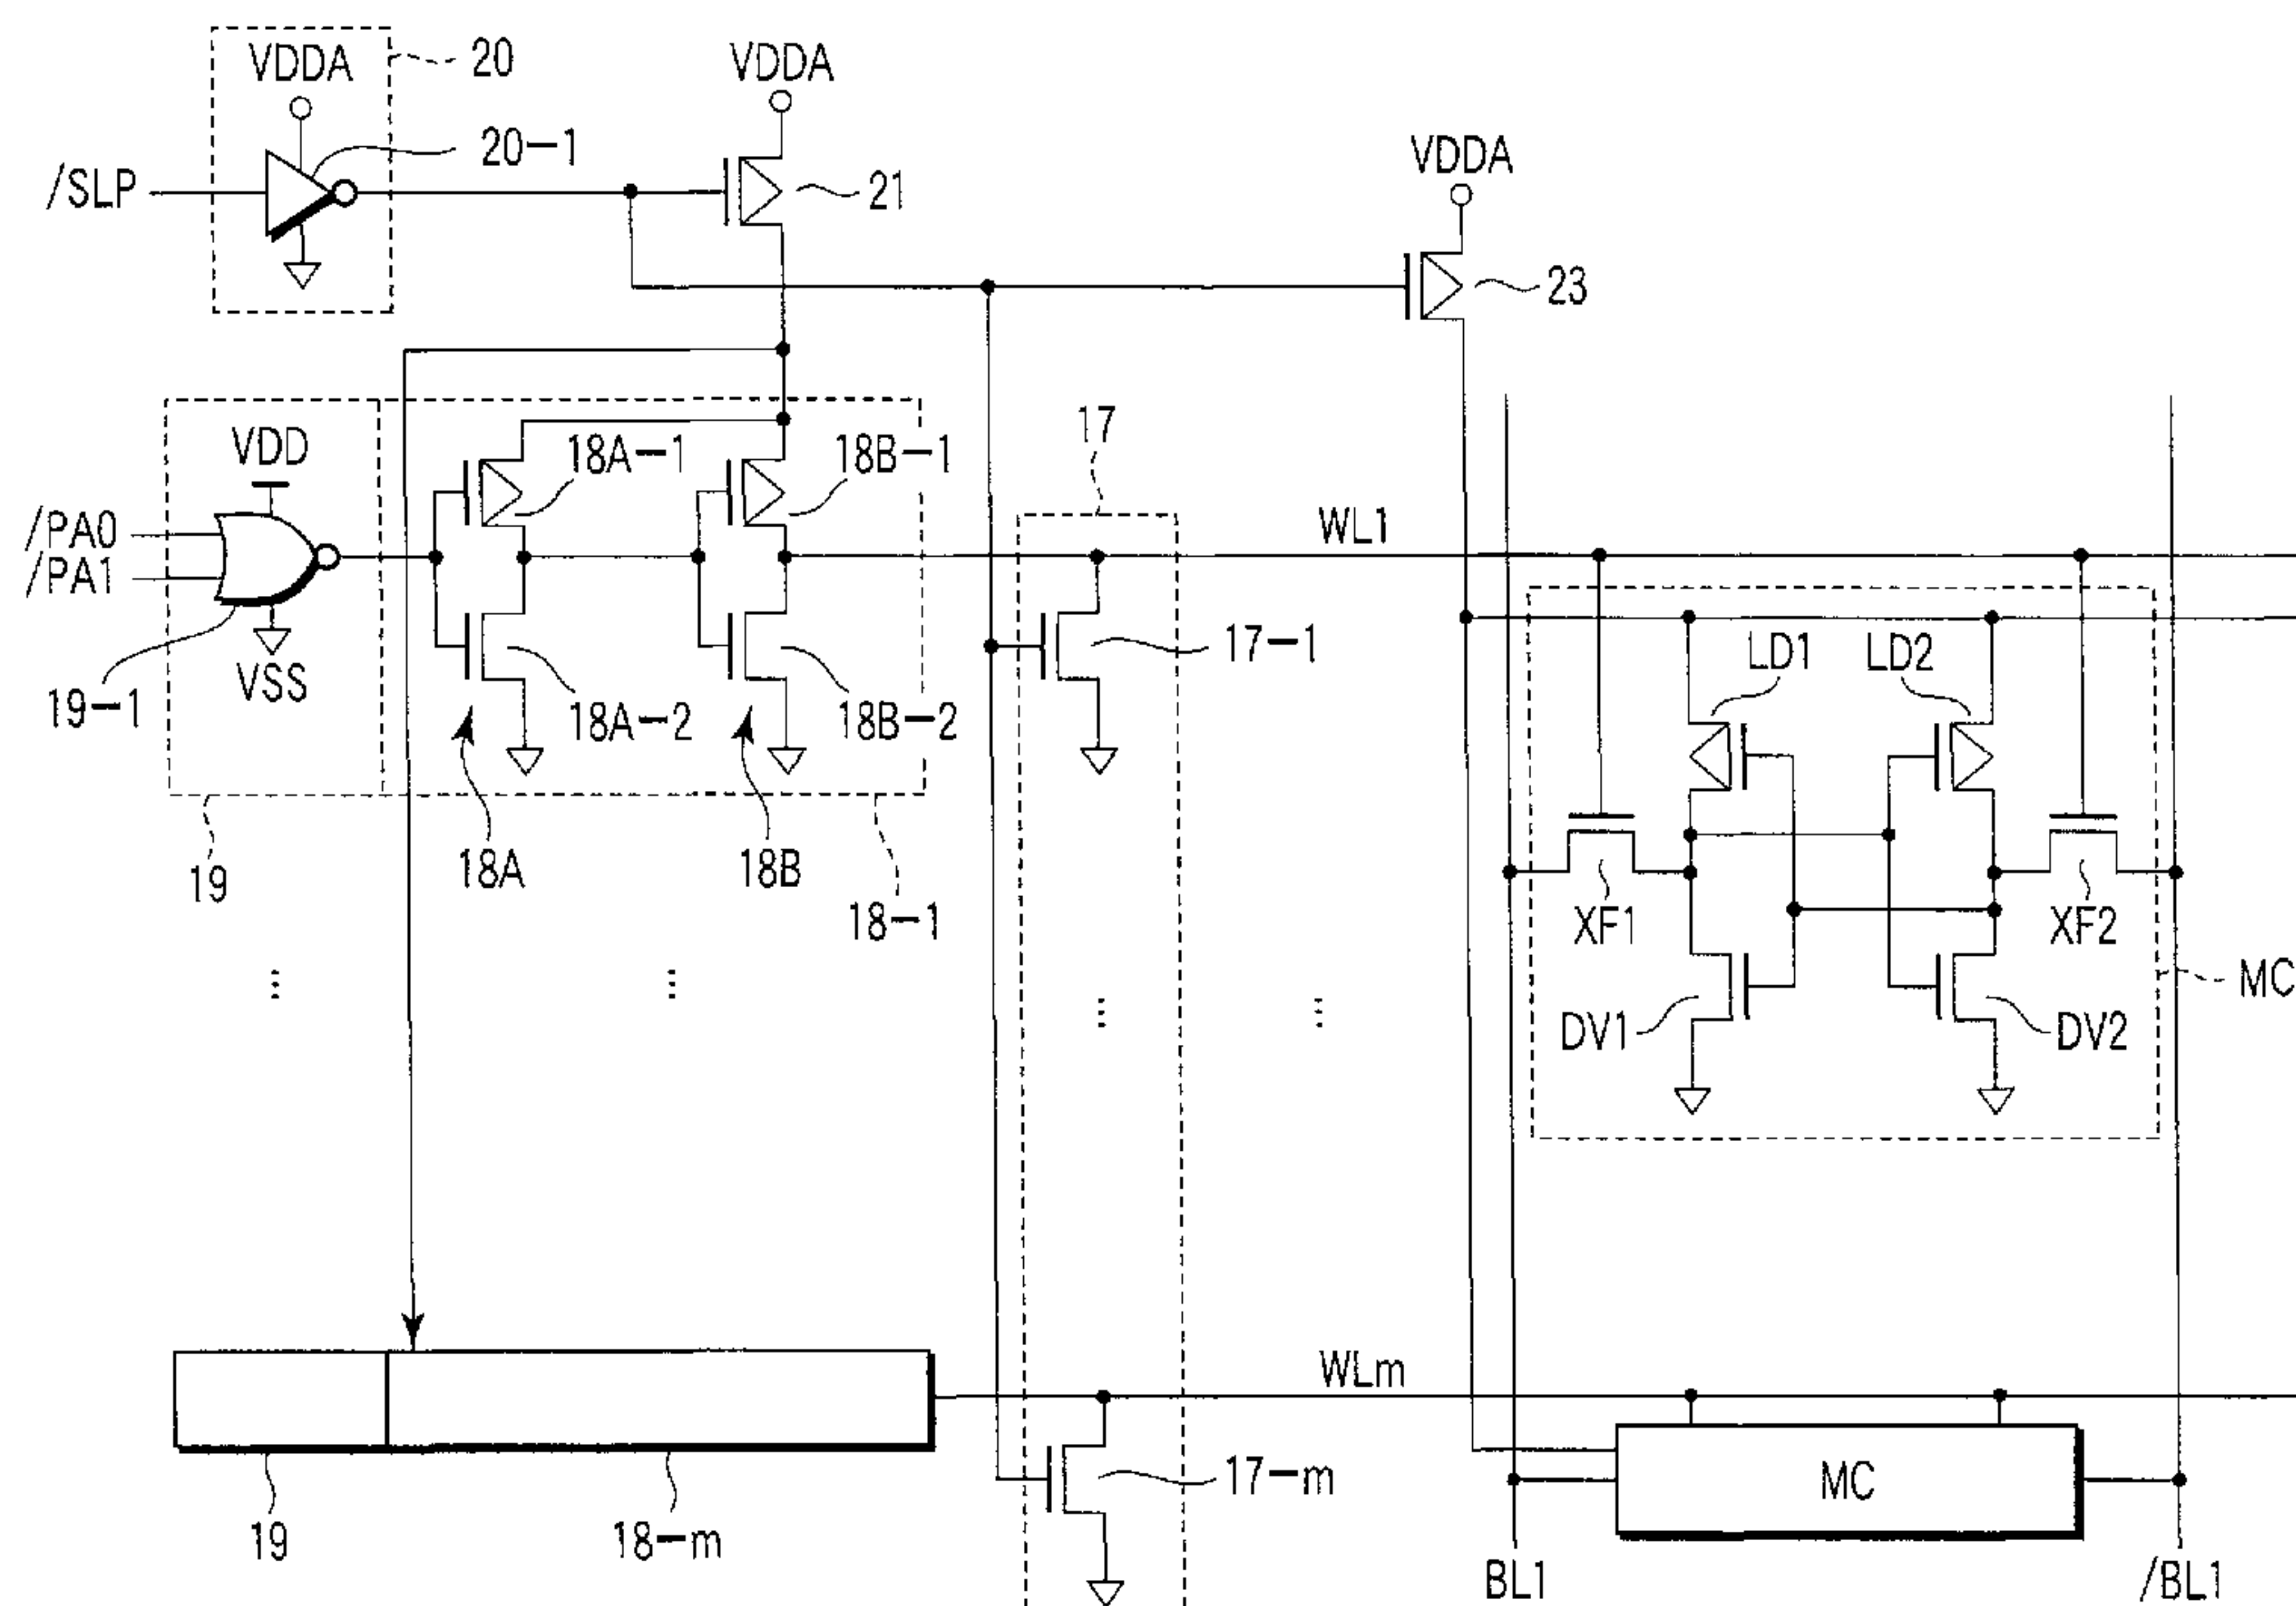 VDDA
20
VDDA
20-1
VDDA
/SLP
21
23
VDD
18A-1
18B-1
17
/PA0
/PA1
WL1
17-1
LD1
LD2
VSS
19-1
18A-2
18B-2
19
18A
18B
18-1
XF1
XF2
MC
DV1
DV2
...
...
...
...
WLm
MC
17-m
19
18-m
BL1
/BL1